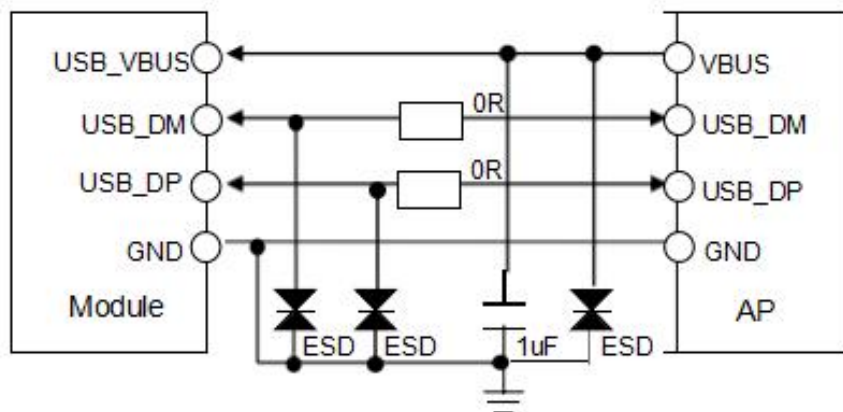 USB_VBUS
VBUS
0R
USB_DM
USB_DM
0R
USB_DP
USB_DP
GND
GND
Module
AP
ESD
ESD
1uF
ESD